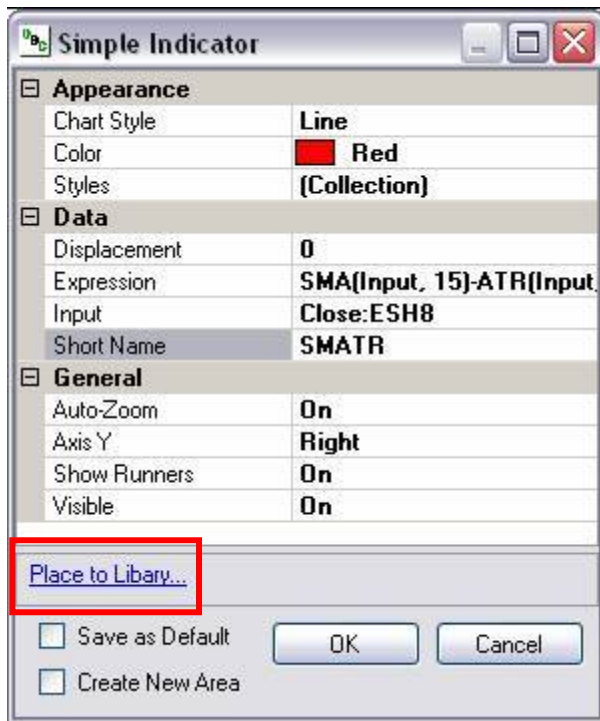 Simple Indicator
Appearance
Chart Style Line
Color Red
Styles (Collection)
Data
Displacement 0
Expression SMA(Input, 15)-ATR(Input,
Input Close:ESH8
Short Name SMATR
General
Auto-Zoom On
Axis Y Right
Show Runners On
Visible On
Place to Libary...
Save as Default OK Cancel
Create New Area